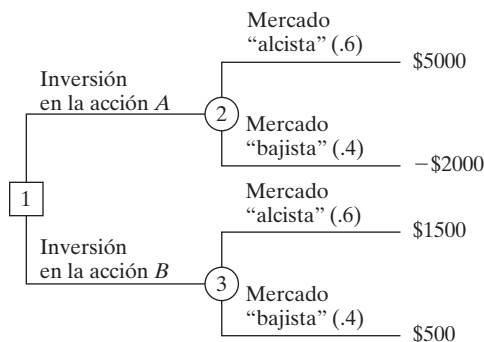 Mercado
“alcista” (.6)
$5000
Inversión
en la acción A
2
Mercado
“bajista” (.4)
−$2000
1
Mercado
“alcista” (.6)
$1500
Inversión
en la acción B
3
Mercado
“bajista” (.4)
$500